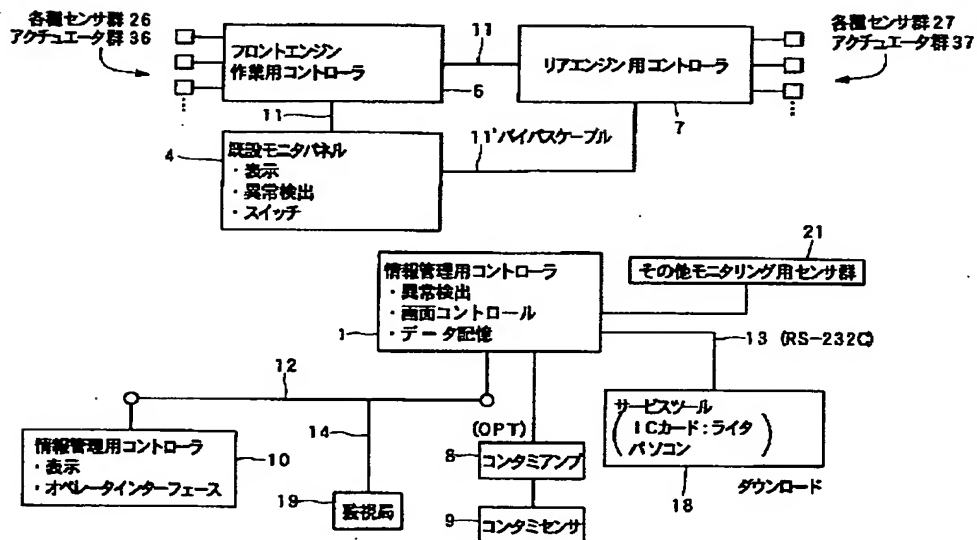 各種センサ群26
アクチュエータ群36
フロントエンジン
作業用コントローラ
6
11
リアエンジン用コントローラ
7
各種センサ群27
アクチュエータ群37
11
11'バイパスケーブル
4
既設モニタパネル
・表示
・異常検出
・スイッチ
21
その他モニタリング用センサ群
情報管理用コントローラ
・異常検出
・画面コントロール
・データ記憶
1
13 (RS-232C)
12
14
(OPT)
サービスツール
(ICカード:ライタ
パソコン)
18
ダウンロード
情報管理用コントローラ
・表示
・オペレータインターフェース
10
19
監視局
8
コンタミアンプ
9
コンタミセンサ